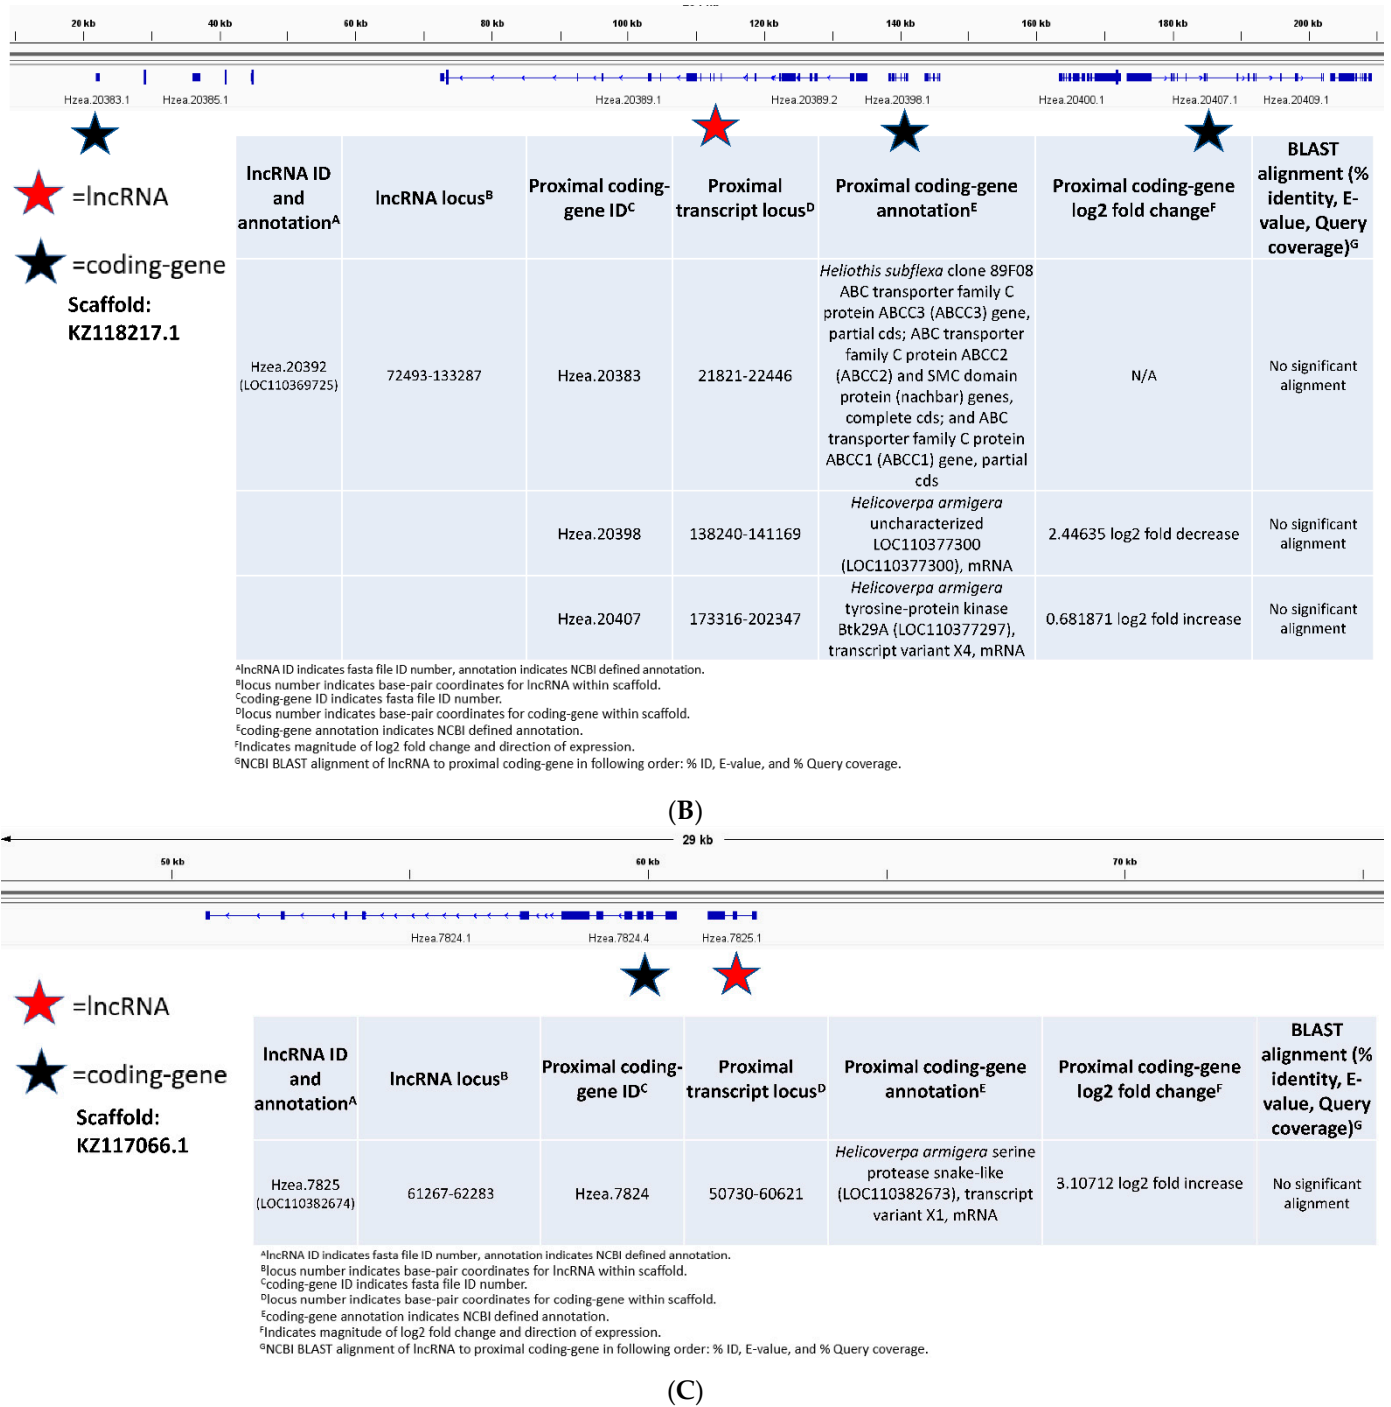 20 kb 40 kb 60 kb 80 kb 100 kb 120 kb 140 kb 160 kb 180 kb 200 kb
Hzea.20383.1 Hzea.20385.1 Hzea.20389.1 Hzea.20389.2 Hzea.20398.1 Hzea.20400.1 Hzea.20407.1 Hzea.20409.1
=lncRNA
=coding-gene
Scaffold:
KZ118217.1
lncRNA ID
and
annotationA
lncRNA locusB
Proximal coding-
gene IDC
Proximal
transcript locusD
Proximal coding-gene
annotationE
Proximal coding-gene
log2 fold changeF
BLAST
alignment (%
identity, E-
value, Query
coverage)G
Hzea.20392
(LOC110369725)
72493-133287
Hzea.20383
21821-22446
Heliothis subflexa clone 89F08
ABC transporter family C
protein ABCC3 (ABCC3) gene,
partial cds; ABC transporter
family C protein ABCC2
(ABCC2) and SMC domain
protein (nachbar) genes,
complete cds; and ABC
transporter family C protein
ABCC1 (ABCC1) gene, partial
cds
N/A
No significant
alignment
Hzea.20398
138240-141169
Helicoverpa armigera
uncharacterized
LOC110377300
(LOC110377300), mRNA
2.44635 log2 fold decrease
No significant
alignment
Hzea.20407
173316-202347
Helicoverpa armigera
tyrosine-protein kinase
Btk29A (LOC110377297),
transcript variant X4, mRNA
0.681871 log2 fold increase
No significant
alignment
AlncRNA ID indicates fasta file ID number, annotation indicates NCBI defined annotation.
Blocus number indicates base-pair coordinates for lncRNA within scaffold.
Ccoding-gene ID indicates fasta file ID number.
Dlocus number indicates base-pair coordinates for coding-gene within scaffold.
Ecoding-gene annotation indicates NCBI defined annotation.
FIndicates magnitude of log2 fold change and direction of expression.
GNCBI BLAST alignment of lncRNA to proximal coding-gene in following order: % ID, E-value, and % Query coverage.
(B)
29 kb
50 kb 60 kb 70 kb
Hzea.7824.1 Hzea.7824.4 Hzea.7825.1
=lncRNA
=coding-gene
Scaffold:
KZ117066.1
lncRNA ID
and
annotationA
lncRNA locusB
Proximal coding-
gene IDC
Proximal
transcript locusD
Proximal coding-gene
annotationE
Proximal coding-gene
log2 fold changeF
BLAST
alignment (%
identity, E-
value, Query
coverage)G
Hzea.7825
(LOC110382674)
61267-62283
Hzea.7824
50730-60621
Helicoverpa armigera serine
protease snake-like
(LOC110382673), transcript
variant X1, mRNA
3.10712 log2 fold increase
No significant
alignment
AlncRNA ID indicates fasta file ID number, annotation indicates NCBI defined annotation.
Blocus number indicates base-pair coordinates for lncRNA within scaffold.
Ccoding-gene ID indicates fasta file ID number.
Dlocus number indicates base-pair coordinates for coding-gene within scaffold.
Ecoding-gene annotation indicates NCBI defined annotation.
FIndicates magnitude of log2 fold change and direction of expression.
GNCBI BLAST alignment of lncRNA to proximal coding-gene in following order: % ID, E-value, and % Query coverage.
(C)